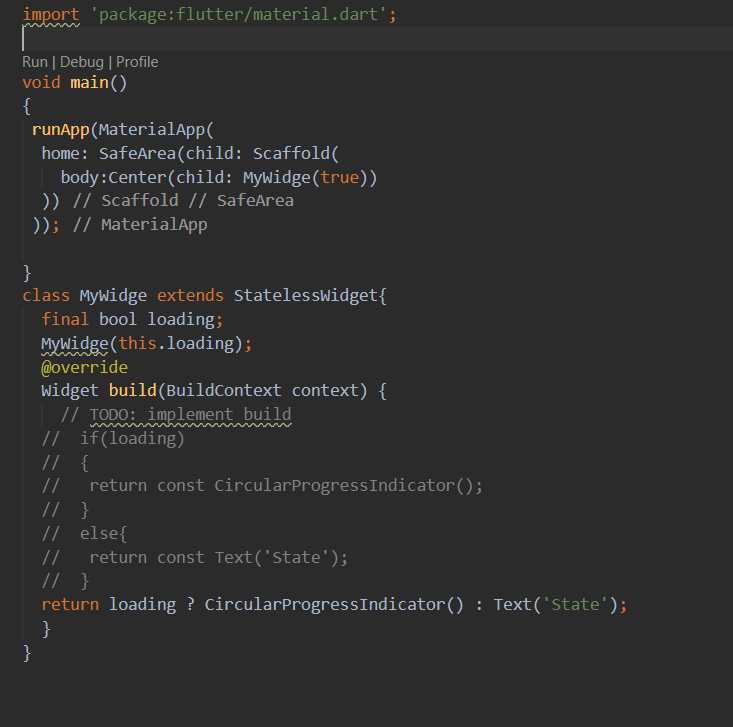 import 'package:flutter/material.dart';
Run | Debug | Profile
void main()
{
 runApp(MaterialApp(
  home: SafeArea(child: Scaffold(
    body:Center(child: MyWidge(true))
  )) // Scaffold // SafeArea
 )); // MaterialApp
}
class MyWidge extends StatelessWidget{
  final bool loading;
  MyWidge(this.loading);
  @override
  Widget build(BuildContext context) {
    // TODO: implement build
  //  if(loading)
  //  {
  //   return const CircularProgressIndicator();
  //  }
  //  else{
  //   return const Text('State');
  //  }
  return loading ? CircularProgressIndicator() : Text('State');
  }
}